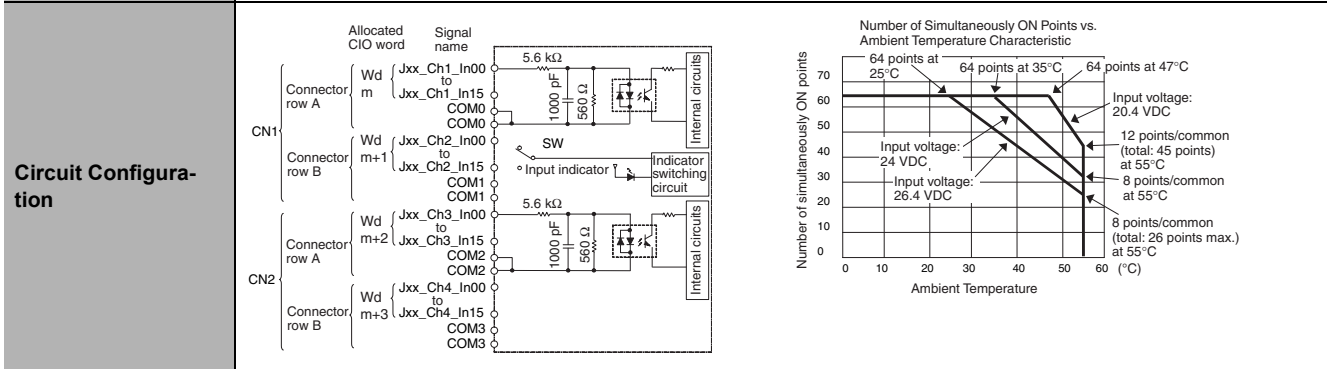 Circuit Configura-
tion
Allocated
CIO word
Signal
name
CN1
Connector
row A
Wd
m
Jxx_Ch1_In00
to
Jxx_Ch1_In15
COM0
COM0
Connector
row B
Wd
m+1
Jxx_Ch2_In00
to
Jxx_Ch2_In15
COM1
COM1
CN2
Connector
row A
Wd
m+2
Jxx_Ch3_In00
to
Jxx_Ch3_In15
COM2
COM2
Connector
row B
Wd
m+3
Jxx_Ch4_In00
to
Jxx_Ch4_In15
COM3
COM3
5.6 kΩ
1000 pF
560 Ω
Internal circuits
SW
Input indicator
Indicator
switching
circuit
5.6 kΩ
1000 pF
560 Ω
Internal circuits
Number of Simultaneously ON Points vs.
Ambient Temperature Characteristic
64 points at
25°C
64 points at 35°C
64 points at 47°C
Number of simultaneously ON points
70
60
50
40
30
20
10
0
Input voltage:
20.4 VDC
Input voltage:
24 VDC
Input voltage:
26.4 VDC
12 points/common
(total: 45 points)
at 55°C
8 points/common
at 55°C
8 points/common
(total: 26 points max.)
at 55°C
0 10 20 30 40 50 60 (°C)
Ambient Temperature